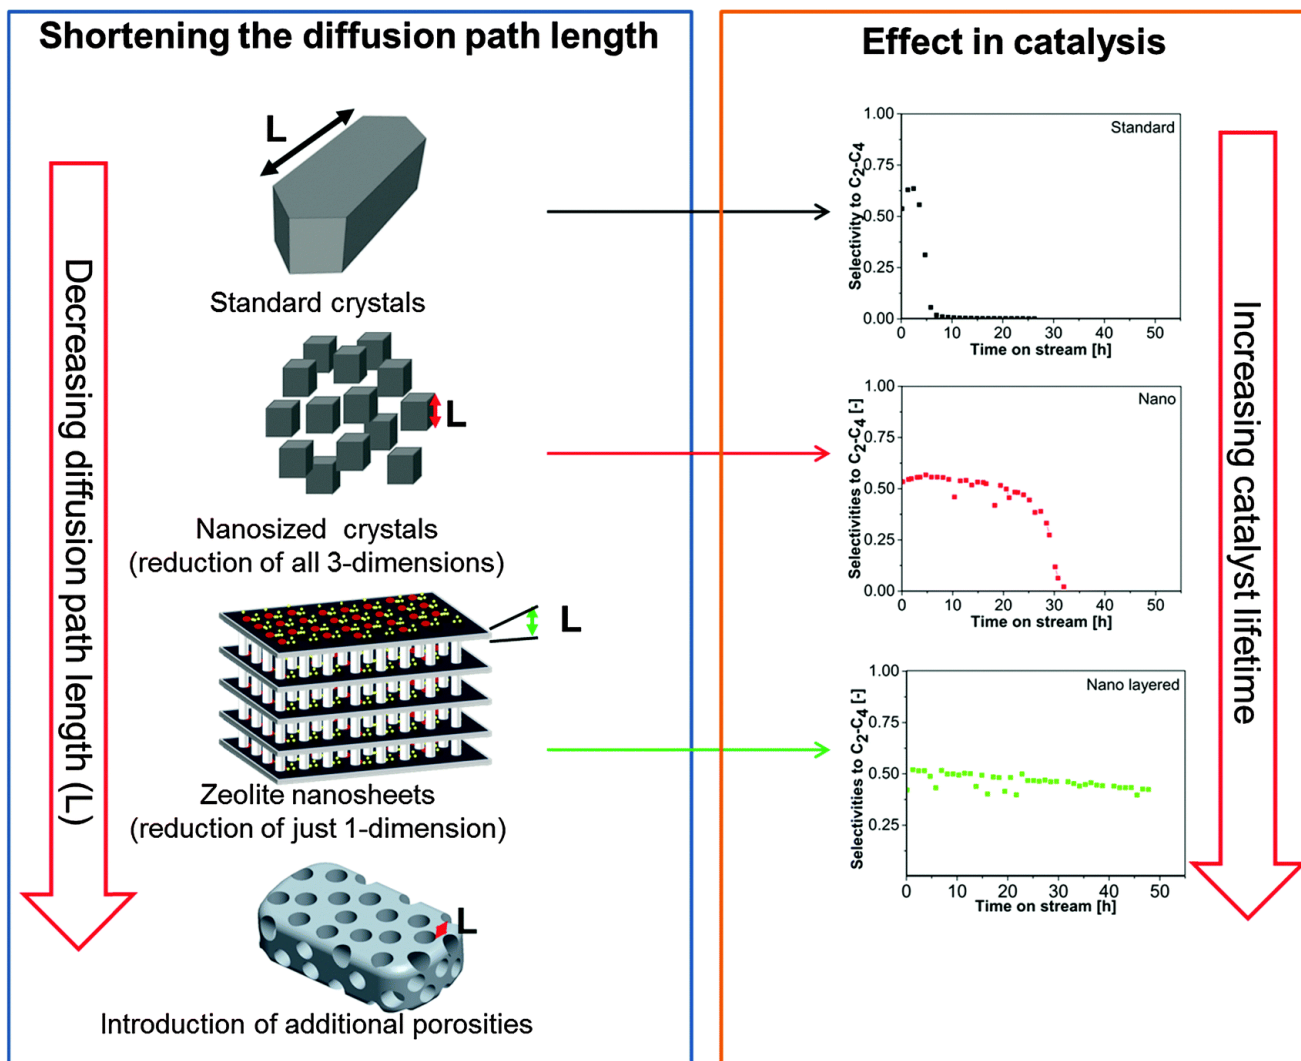 Shortening the diffusion path length
L
Standard crystals
L
Nanosized crystals
(reduction of all 3-dimensions)
L
Zeolite nanosheets
(reduction of just 1-dimension)
L
Introduction of additional porosities
Decreasing diffusion path length (L)
Effect in catalysis
Standard
Selectivity to C2-C4
1.00
0.75
0.50
0.25
0.00
0 10 20 30 40 50
Time on stream [h]
Nano
Selectivities to C2-C4 [-]
1.00
0.75
0.50
0.25
0.00
0 10 20 30 40 50
Time on stream [h]
Nano layered
Selectivities to C2-C4 [-]
1.00
0.75
0.50
0.25
0 10 20 30 40 50
Time on stream [h]
Increasing catalyst lifetime